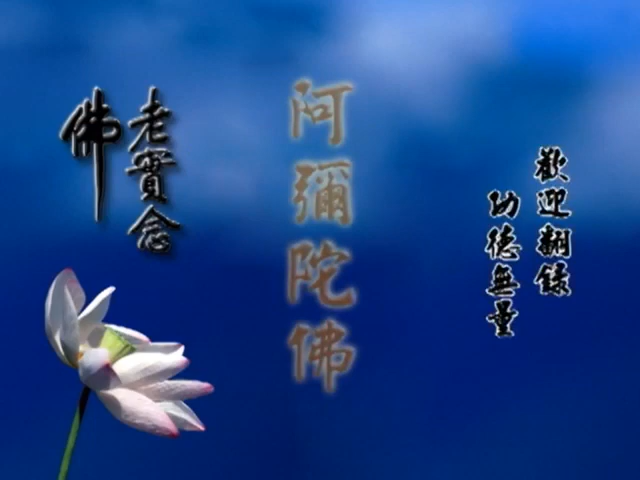 歡迎翻錄
功德無量
阿彌陀佛
老實念
佛